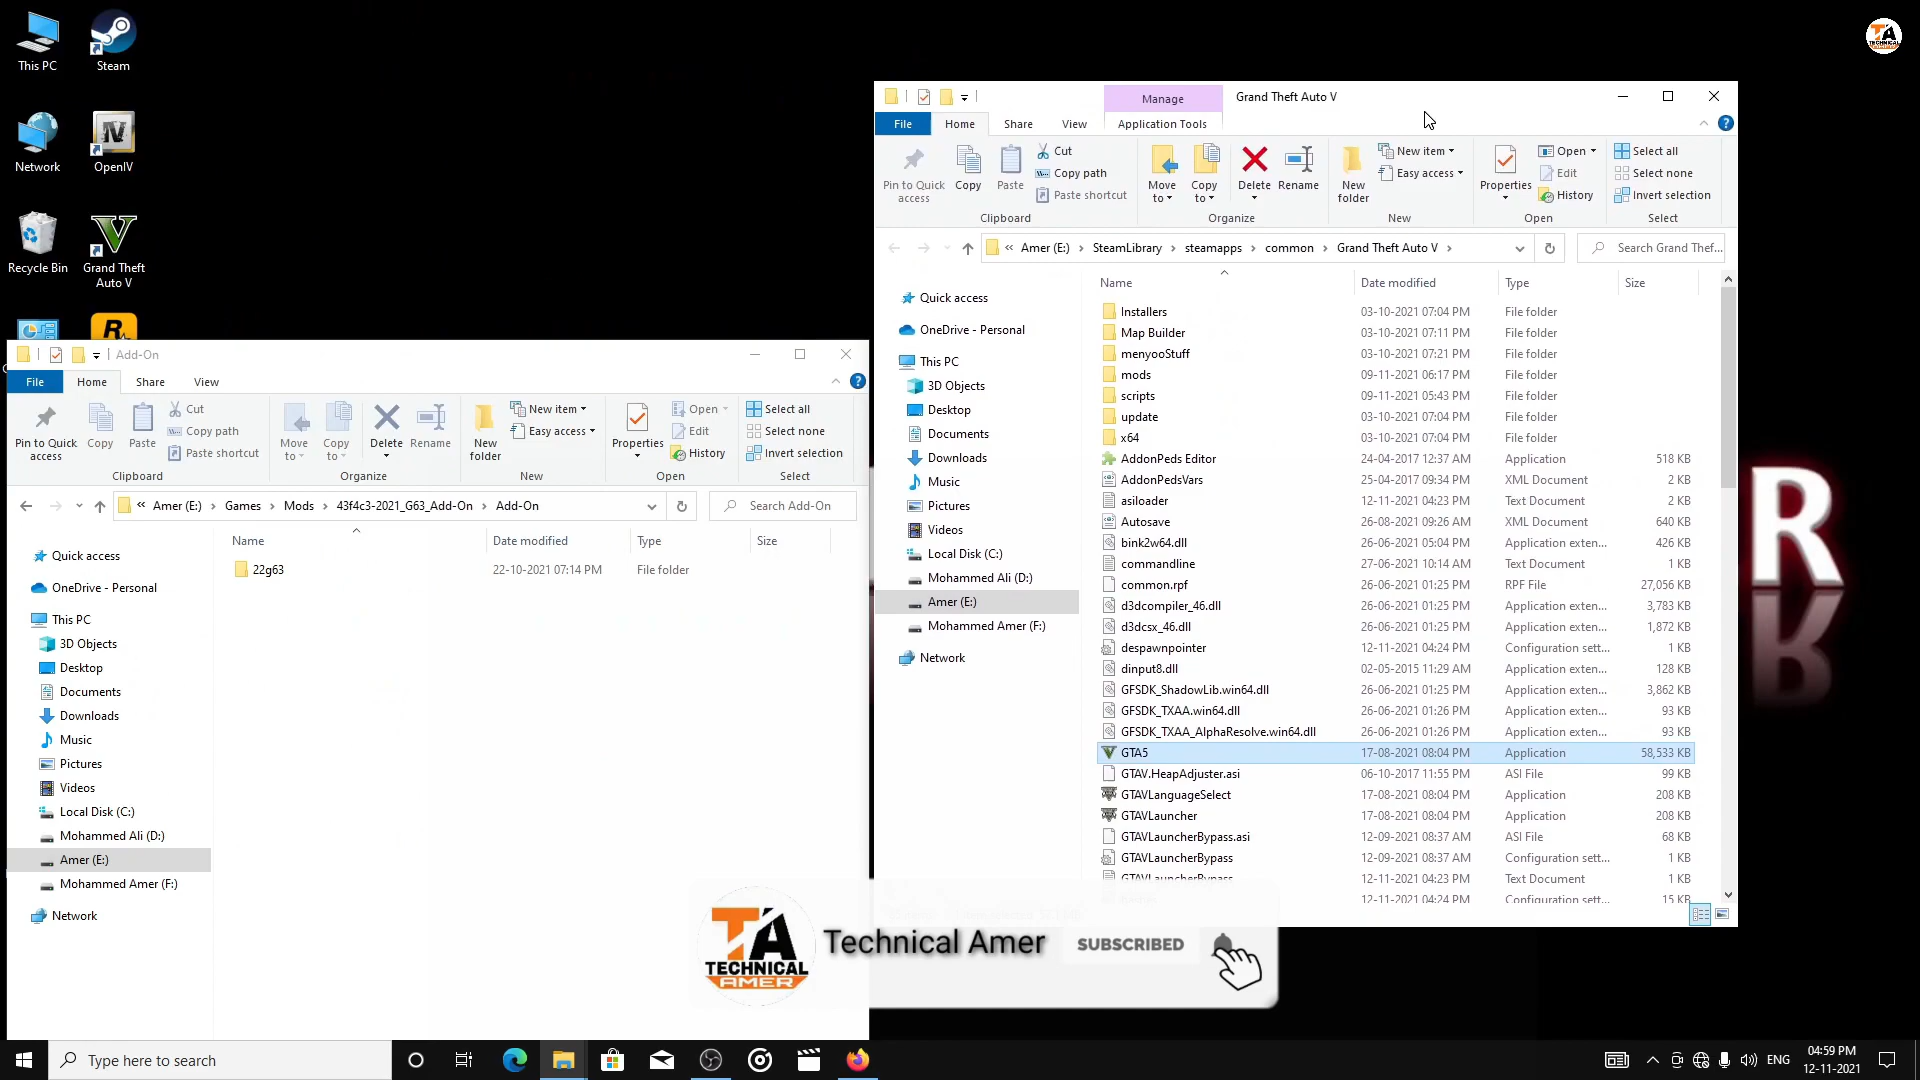 This PC
Steam
Network
OpenIV
Recycle Bin
Grand Theft
Auto V
TA
TECHNICAL
AMER
Manage
Grand Theft Auto V
File
Home
Share
View
Application Tools
Pin to Quick
access
Copy
Paste
Cut
Copy path
Paste shortcut
Clipboard
Move
to
Copy
to
Delete
Rename
Organize
New
folder
New item
Easy access
New
Properties
Open
Edit
History
Open
Select all
Select none
Invert selection
Select
« Amer (E:) › SteamLibrary › steamapps › common › Grand Theft Auto V ›
Search Grand Thef...
Quick access
OneDrive - Personal
This PC
3D Objects
Desktop
Documents
Downloads
Music
Pictures
Videos
Local Disk (C:)
Mohammed Ali (D:)
Amer (E:)
Mohammed Amer (F:)
Network
Name Date modified Type Size
Installers 03-10-2021 07:04 PM File folder
Map Builder 03-10-2021 07:11 PM File folder
menyooStuff 03-10-2021 07:21 PM File folder
mods 09-11-2021 06:17 PM File folder
scripts 09-11-2021 05:43 PM File folder
update 03-10-2021 07:04 PM File folder
x64 03-10-2021 07:04 PM File folder
AddonPeds Editor 24-04-2017 12:37 AM Application 518 KB
AddonPedsVars 25-04-2017 09:34 PM XML Document 2 KB
asiloader 12-11-2021 04:23 PM Text Document 2 KB
Autosave 26-08-2021 09:26 AM XML Document 640 KB
bink2w64.dll 26-06-2021 05:04 PM Application exten... 426 KB
commandline 27-06-2021 10:14 AM Text Document 1 KB
common.rpf 26-06-2021 01:25 PM RPF File 27,056 KB
d3dcompiler_46.dll 26-06-2021 01:25 PM Application exten... 3,783 KB
d3dcsx_46.dll 26-06-2021 01:25 PM Application exten... 1,872 KB
despawnpointer 12-11-2021 04:24 PM Configuration sett... 1 KB
dinput8.dll 02-05-2015 11:29 AM Application exten... 128 KB
GFSDK_ShadowLib.win64.dll 26-06-2021 01:25 PM Application exten... 3,862 KB
GFSDK_TXAA.win64.dll 26-06-2021 01:26 PM Application exten... 93 KB
GFSDK_TXAA_AlphaResolve.win64.dll 26-06-2021 01:26 PM Application exten... 93 KB
GTA5 17-08-2021 08:04 PM Application 58,533 KB
GTAV.HeapAdjuster.asi 06-10-2017 11:55 PM ASI File 99 KB
GTAVLanguageSelect 17-08-2021 08:04 PM Application 208 KB
GTAVLauncher 17-08-2021 08:04 PM Application 208 KB
GTAVLauncherBypass.asi 12-09-2021 08:37 AM ASI File 68 KB
GTAVLauncherBypass 12-09-2021 08:37 AM Configuration sett... 1 KB
GTAVLauncherBypass 12-11-2021 04:23 PM Text Document 1 KB
12-11-2021 04:24 PM Configuration sett... 15 KB
Add-On
File
Home
Share
View
Pin to Quick
access
Copy
Paste
Cut
Copy path
Paste shortcut
Clipboard
Move
to
Copy
to
Delete
Rename
Organize
New
folder
New item
Easy access
New
Properties
Open
Edit
History
Open
Select all
Select none
Invert selection
Select
« Amer (E:) › Games › Mods › 43f4c3-2021_G63_Add-On › Add-On
Search Add-On
Quick access
OneDrive - Personal
This PC
3D Objects
Desktop
Documents
Downloads
Music
Pictures
Videos
Local Disk (C:)
Mohammed Ali (D:)
Amer (E:)
Mohammed Amer (F:)
Network
Name Date modified Type Size
22g63 22-10-2021 07:14 PM File folder
R
TA
TECHNICAL
AMER
Technical Amer
SUBSCRIBED
Type here to search
ENG
04:59 PM
12-11-2021